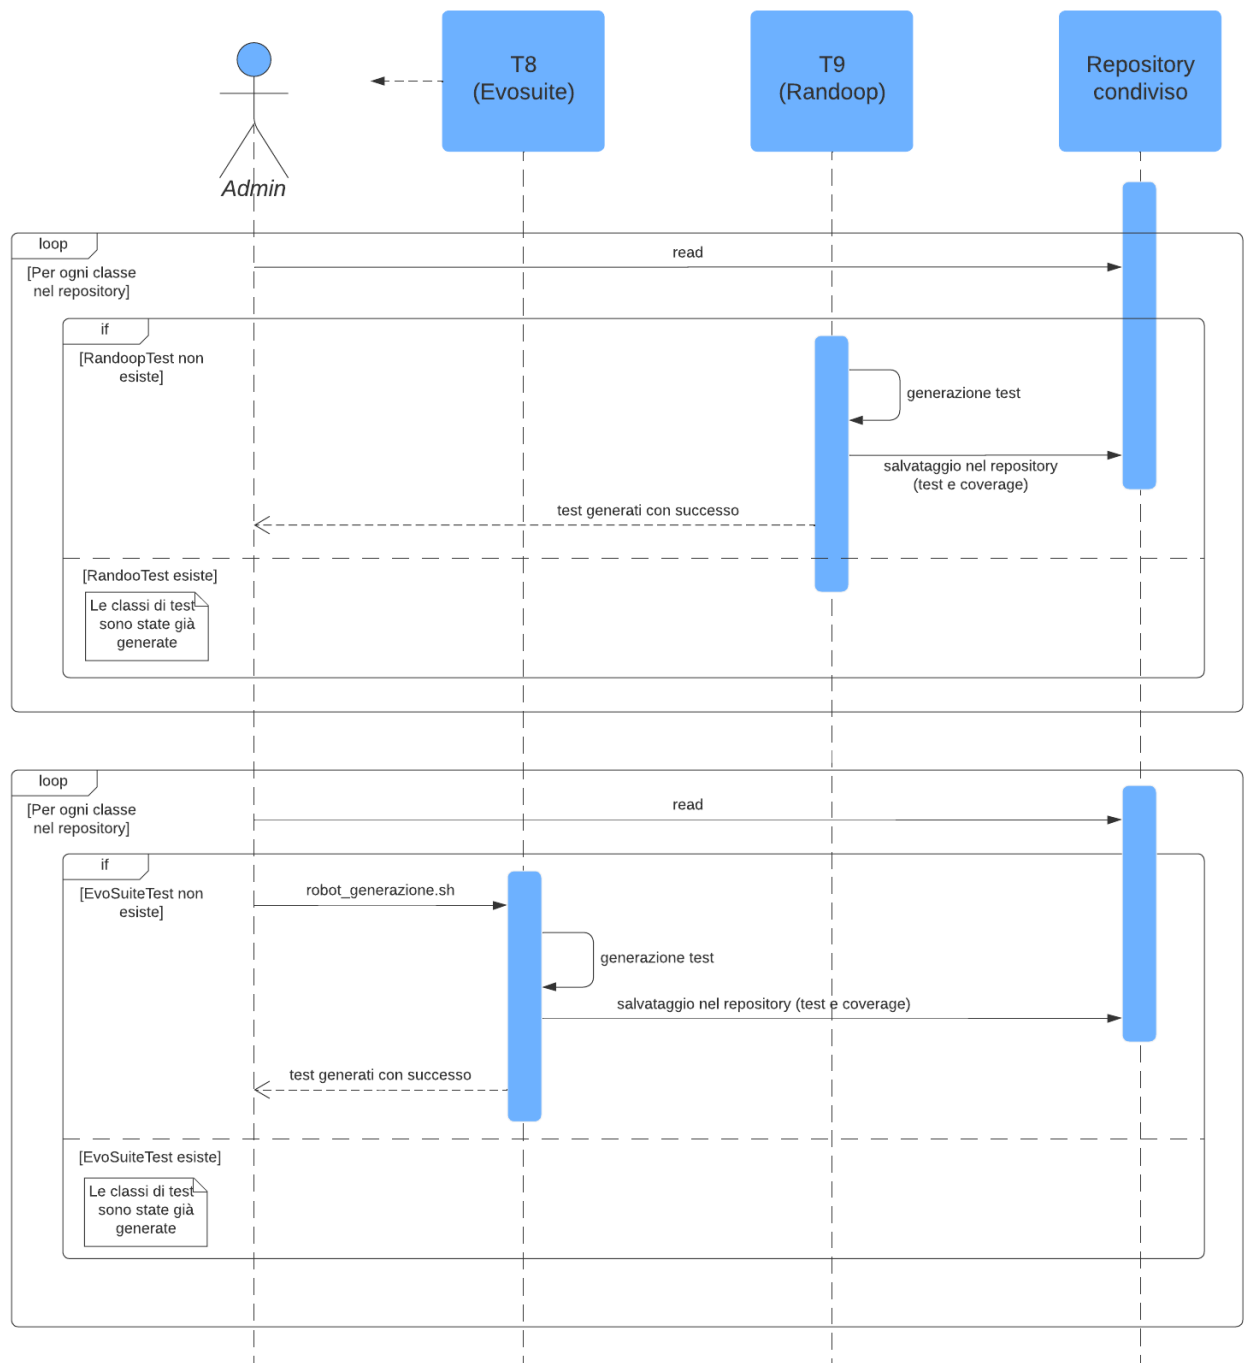 T8
(Evosuite)
T9
(Randoop)
Repository
condiviso
Admin
loop
[Per ogni classe
nel repository]
read
if
[RandoopTest non
esiste]
generazione test
salvataggio nel repository
(test e coverage)
test generati con successo
[RandooTest esiste]
Le classi di test
sono state già
generate
loop
[Per ogni classe
nel repository]
read
if
[EvoSuiteTest non
esiste]
robot_generazione.sh
generazione test
salvataggio nel repository (test e coverage)
test generati con successo
[EvoSuiteTest esiste]
Le classi di test
sono state già
generate